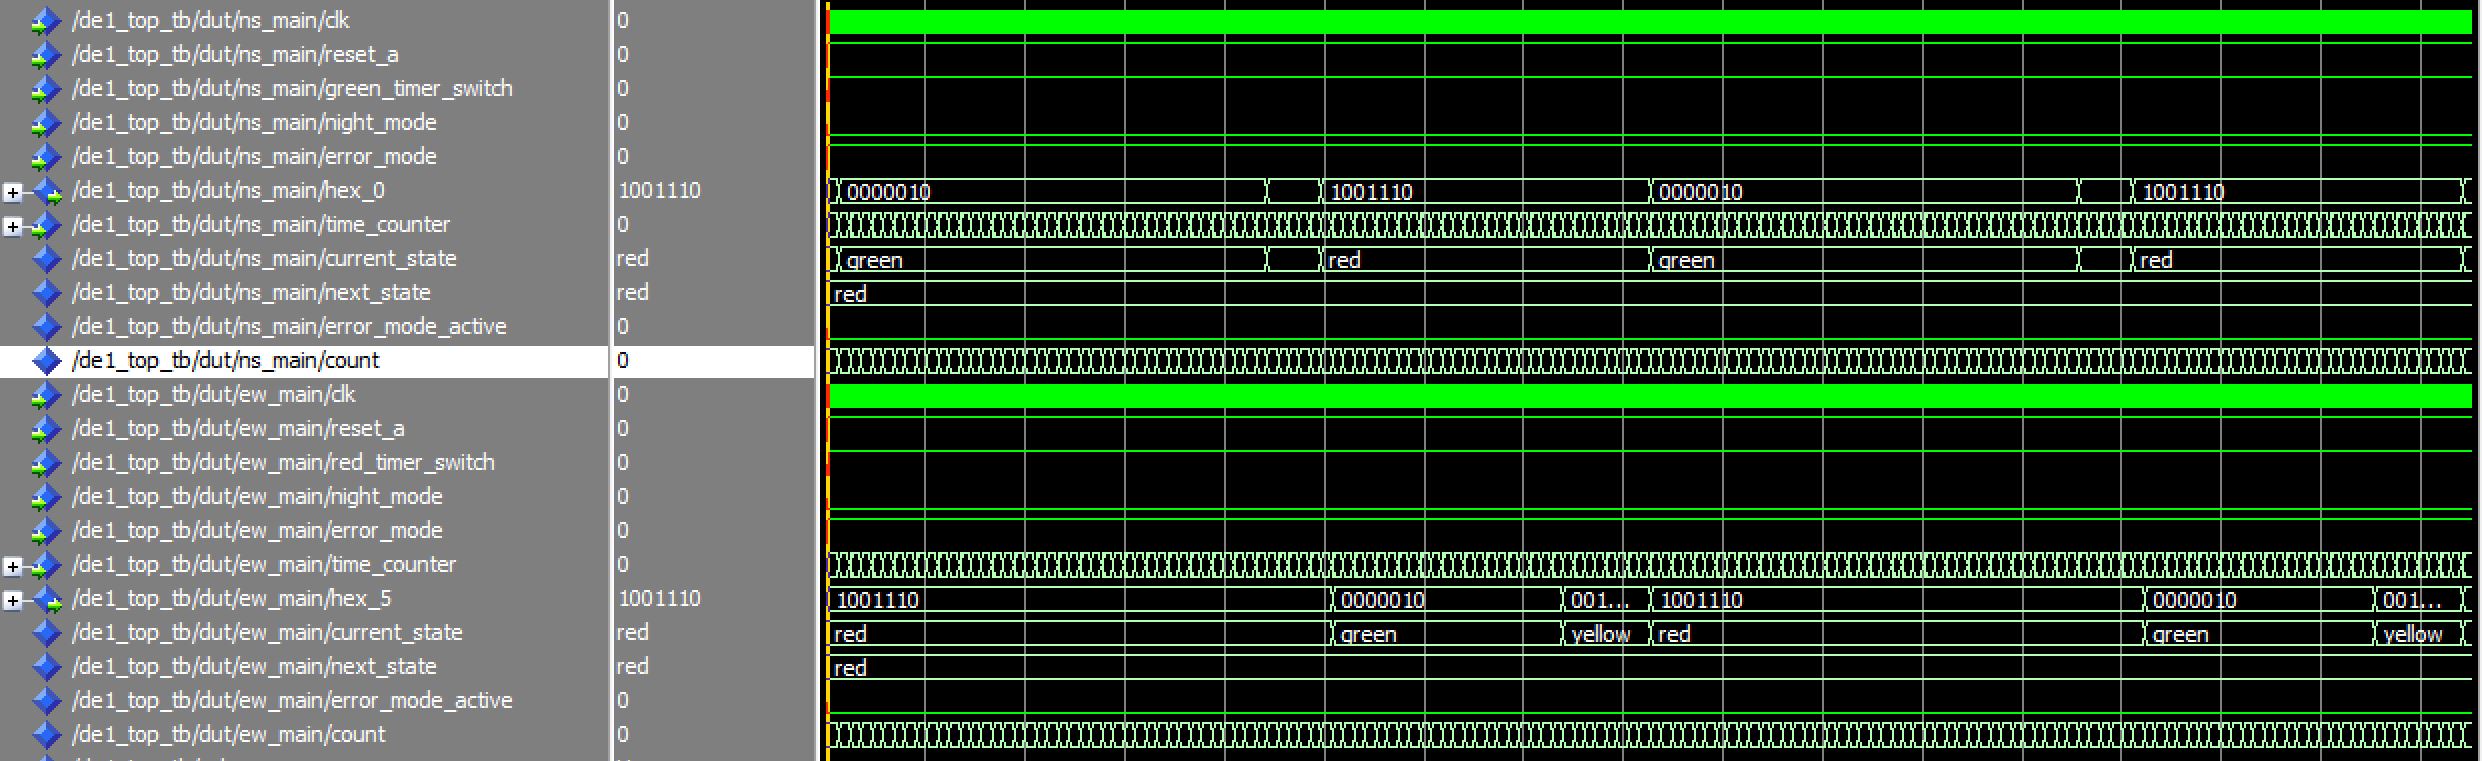 /de1_top_tb/dut/ns_main/clk 0
/de1_top_tb/dut/ns_main/reset_a 0
/de1_top_tb/dut/ns_main/green_timer_switch 0
/de1_top_tb/dut/ns_main/night_mode 0
/de1_top_tb/dut/ns_main/error_mode 0
/de1_top_tb/dut/ns_main/hex_0 1001110 0000010 1001110 0000010 1001110
/de1_top_tb/dut/ns_main/time_counter 0
/de1_top_tb/dut/ns_main/current_state red green red green red
/de1_top_tb/dut/ns_main/next_state red red
/de1_top_tb/dut/ns_main/error_mode_active 0
/de1_top_tb/dut/ns_main/count 0
/de1_top_tb/dut/ew_main/clk 0
/de1_top_tb/dut/ew_main/reset_a 0
/de1_top_tb/dut/ew_main/red_timer_switch 0
/de1_top_tb/dut/ew_main/night_mode 0
/de1_top_tb/dut/ew_main/error_mode 0
/de1_top_tb/dut/ew_main/time_counter 0
/de1_top_tb/dut/ew_main/hex_5 1001110 1001110 0000010 001... 1001110 0000010 001...
/de1_top_tb/dut/ew_main/current_state red red green yellow red green yellow
/de1_top_tb/dut/ew_main/next_state red red
/de1_top_tb/dut/ew_main/error_mode_active 0
/de1_top_tb/dut/ew_main/count 0